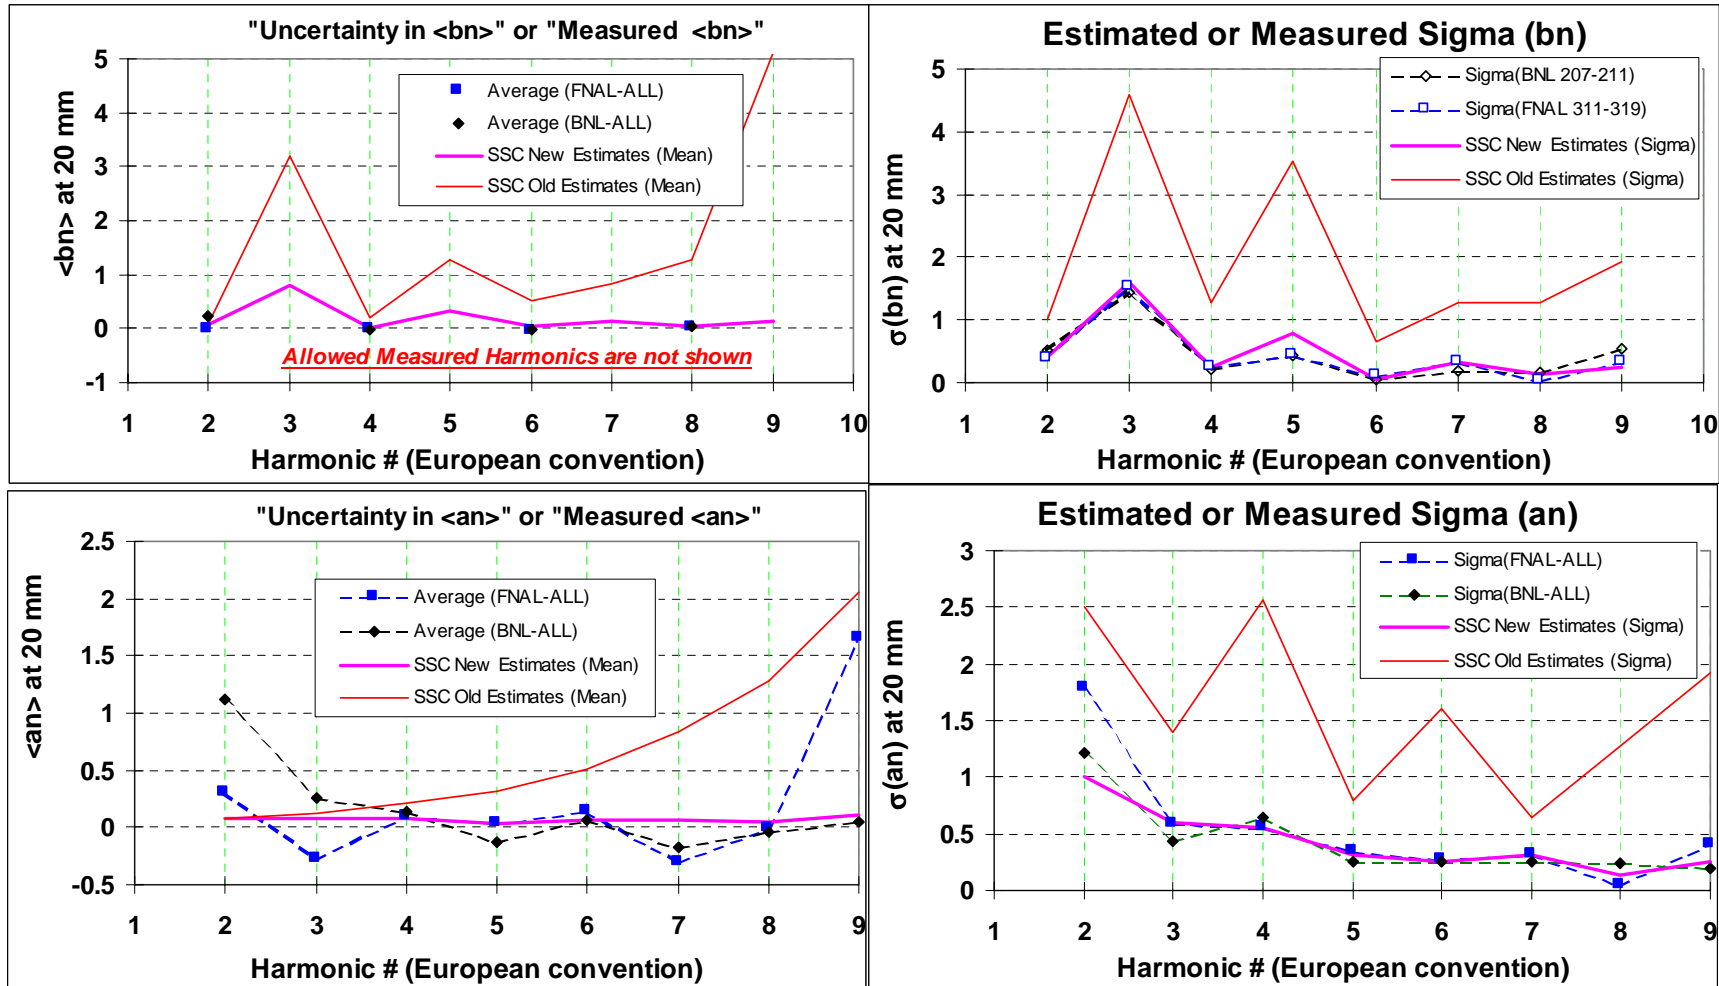 "Uncertainty in <bn>" or "Measured <bn>"
<bn> at 20 mm
5
4
3
2
1
0
-1
Average (FNAL-ALL)
Average (BNL-ALL)
SSC New Estimates (Mean)
SSC Old Estimates (Mean)
Allowed Measured Harmonics are not shown
1 2 3 4 5 6 7 8 9 10
Harmonic # (European convention)
Estimated or Measured Sigma (bn)
σ(bn) at 20 mm
5
4
3
2
1
0
Sigma(BNL 207-211)
Sigma(FNAL 311-319)
SSC New Estimates (Sigma)
SSC Old Estimates (Sigma)
1 2 3 4 5 6 7 8 9 10
Harmonic # (European convention)
"Uncertainty in <an>" or "Measured <an>"
<an> at 20 mm
2.5
2
1.5
1
0.5
0
-0.5
Average (FNAL-ALL)
Average (BNL-ALL)
SSC New Estimates (Mean)
SSC Old Estimates (Mean)
1 2 3 4 5 6 7 8 9
Harmonic # (European convention)
Estimated or Measured Sigma (an)
σ(an) at 20 mm
3
2.5
2
1.5
1
0.5
0
Sigma(FNAL-ALL)
Sigma(BNL-ALL)
SSC New Estimates (Sigma)
SSC Old Estimates (Sigma)
1 2 3 4 5 6 7 8 9
Harmonic # (European convention)